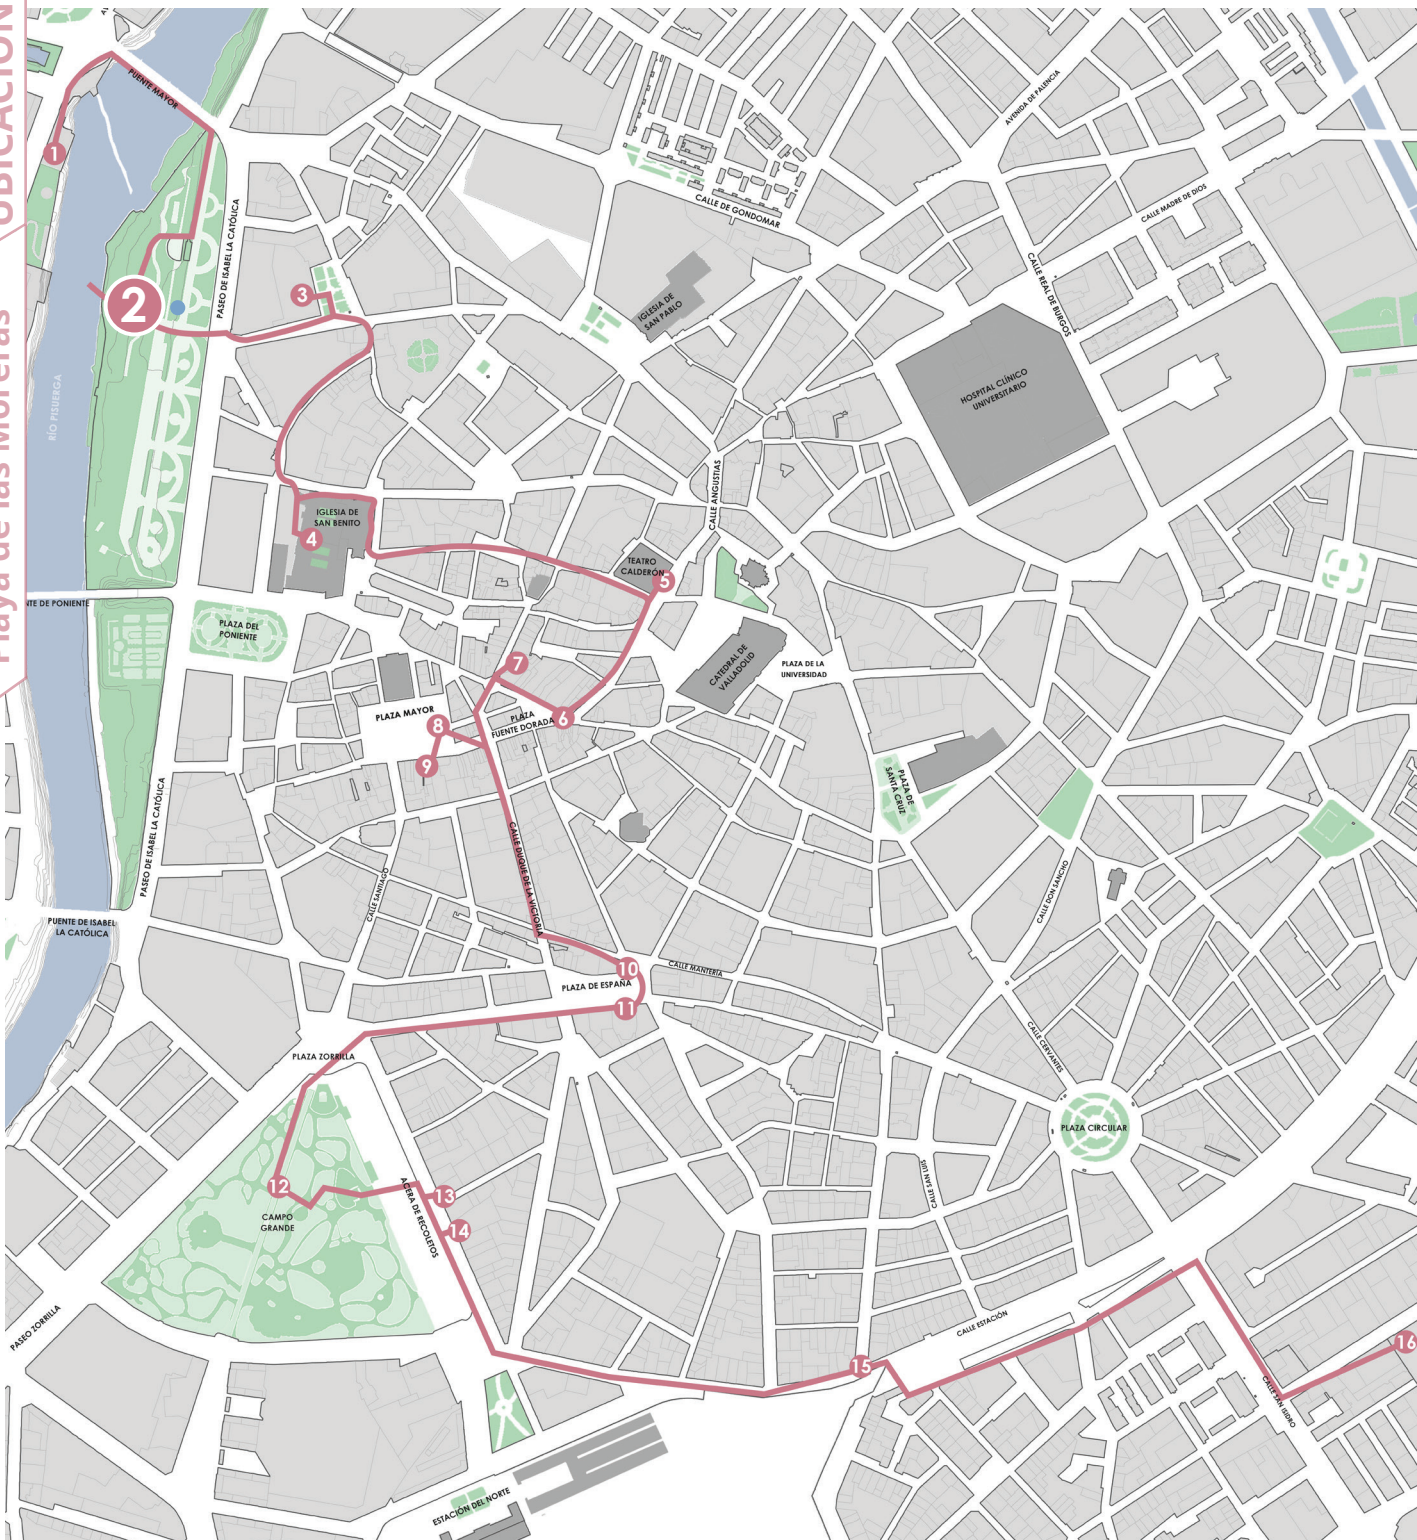 UBICACIÓN
Playa de las Moreras
PUENTE MAYOR
1
AVENIDA DE PALENCIA
CALLE DE GONDOMAR
CALLE MADRE DE DIOS
PASEO DE ISABEL LA CATÓLICA
2
3
IGLESIA DE
SAN PABLO
CALLE REAL DE BURGOS
HOSPITAL CLÍNICO
UNIVERSITARIO
RÍO PISUERGA
CALLE ANGUSTIAS
IGLESIA DE
SAN BENITO
4
TEATRO
CALDERÓN
5
NTE DE PONIENTE
PLAZA DEL
PONIENTE
CATEDRAL DE
VALLADOLID
PLAZA DE LA
UNIVERSIDAD
7
PLAZA MAYOR
8
PLAZA
FUENTE DORADA
6
9
PLAZA DE
SANTA CRUZ
PASEO DE ISABEL LA CATÓLICA
CALLE DUQUE DE LA VICTORIA
CALLE SANTIAGO
CALLE DON SANCHO
PUENTE DE ISABEL
LA CATÓLICA
10
CALLE MANTERÍA
PLAZA DE ESPAÑA
11
PLAZA ZORRILLA
CALLE CERVANTES
PLAZA CIRCULAR
12
CAMPO
GRANDE
ACERA DE RECOLETOS
13
14
CALLE SAN LUIS
PASEO ZORRILLA
CALLE ESTACIÓN
15
16
CALLE SAN ISIDRO
ESTACIÓN DEL NORTE